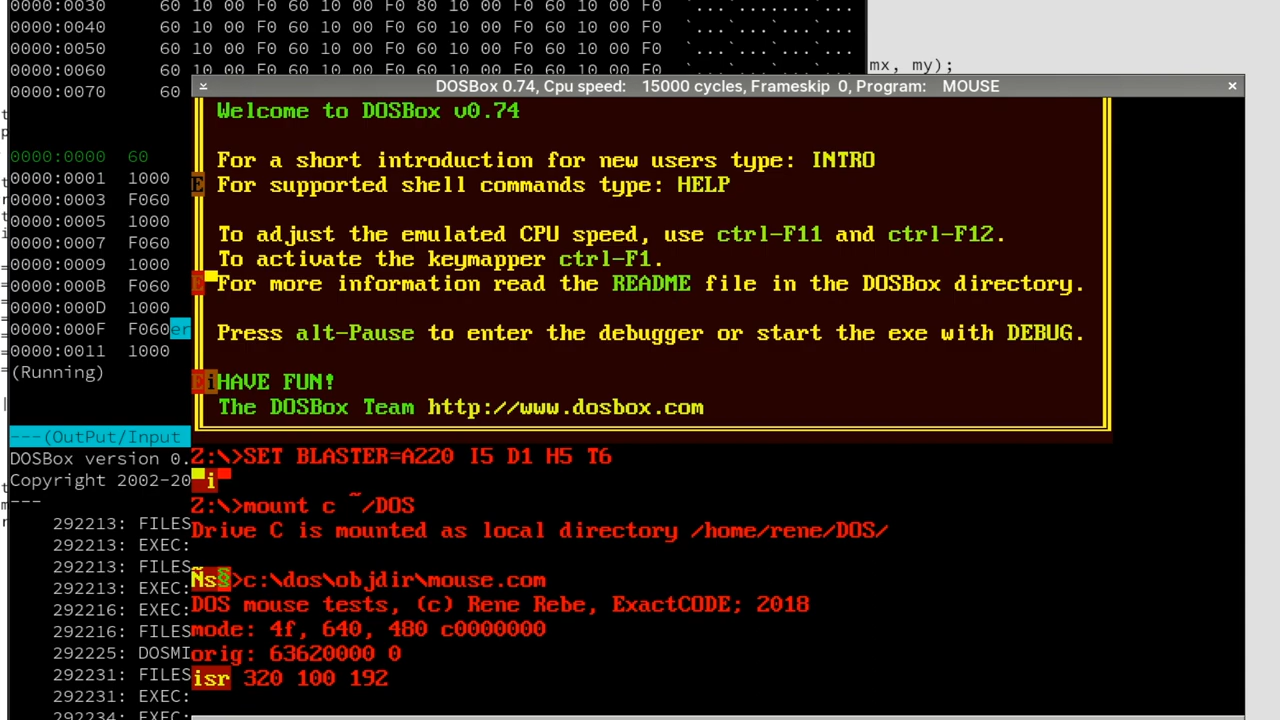 0000:0030 60 10 00 F0 60 10 00 F0 80 10 00 F0 60 10 00 F0 `...`.......`...
0000:0040 60 10 00 F0 60 10 00 F0 60 10 00 F0 60 10 00 F0 `...`...`...`...
0000:0050 60 10 00 F0 60 10 00 F0 60 10 00 F0 60 10 00 F0 `...`...`...`...
0000:0060 60 10 00 F0 60 10 00 F0 60 10 00 F0 60 10 00 F0 `...`...`...`...
mx, my);
0000:0070 60
DOSBox 0.74, Cpu speed: 15000 cycles, Frameskip 0, Program: MOUSE
Welcome to DOSBox v0.74
0000:0000 60
For a short introduction for new users type: INTRO
0000:0001 1000
E For supported shell commands type: HELP
0000:0003 F060
0000:0005 1000
To adjust the emulated CPU speed, use ctrl-F11 and ctrl-F12.
0000:0007 F060
To activate the keymapper ctrl-F1.
0000:0009 1000
E For more information read the README file in the DOSBox directory.
0000:000B F060
0000:000D 1000
0000:000F F060er
Press alt-Pause to enter the debugger or start the exe with DEBUG.
0000:0011 1000
(Running)
EiHAVE FUN!
The DOSBox Team http://www.dosbox.com
---(OutPut/Input
DOSBox version 0.
Z:\>SET BLASTER=A220 I5 D1 H5 T6
Copyright 2002-20
i
---
Z:\>mount c ~/DOS
292213: FILES
Drive C is mounted as local directory /home/rene/DOS/
292213: EXEC:
292213: FILES
Ñs§>c:\dos\objdir\mouse.com
292213: EXEC:
292216: EXEC:
DOS mouse tests, (c) Rene Rebe, ExactCODE; 2018
292216: FILES
mode: 4f, 640, 480 c0000000
292225: DOSMI
orig: 63620000 0
292231: FILES
isr 320 100 192
292231: EXEC:
292234: EXEC: